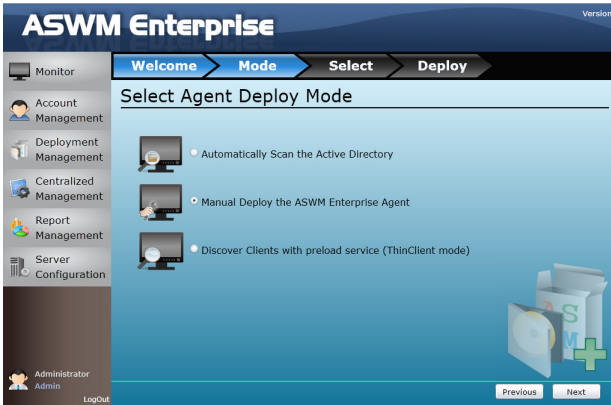 ASWM Enterprise
Version
Monitor
Account
Management
Deployment
Management
Centralized
Management
Report
Management
Server
Configuration
Administrator
Admin
LogOut
Welcome Mode Select Deploy
Select Agent Deploy Mode
Automatically Scan the Active Directory
Manual Deploy the ASWM Enterprise Agent
Discover Clients with preload service (ThinClient mode)
A S
W M
Previous Next